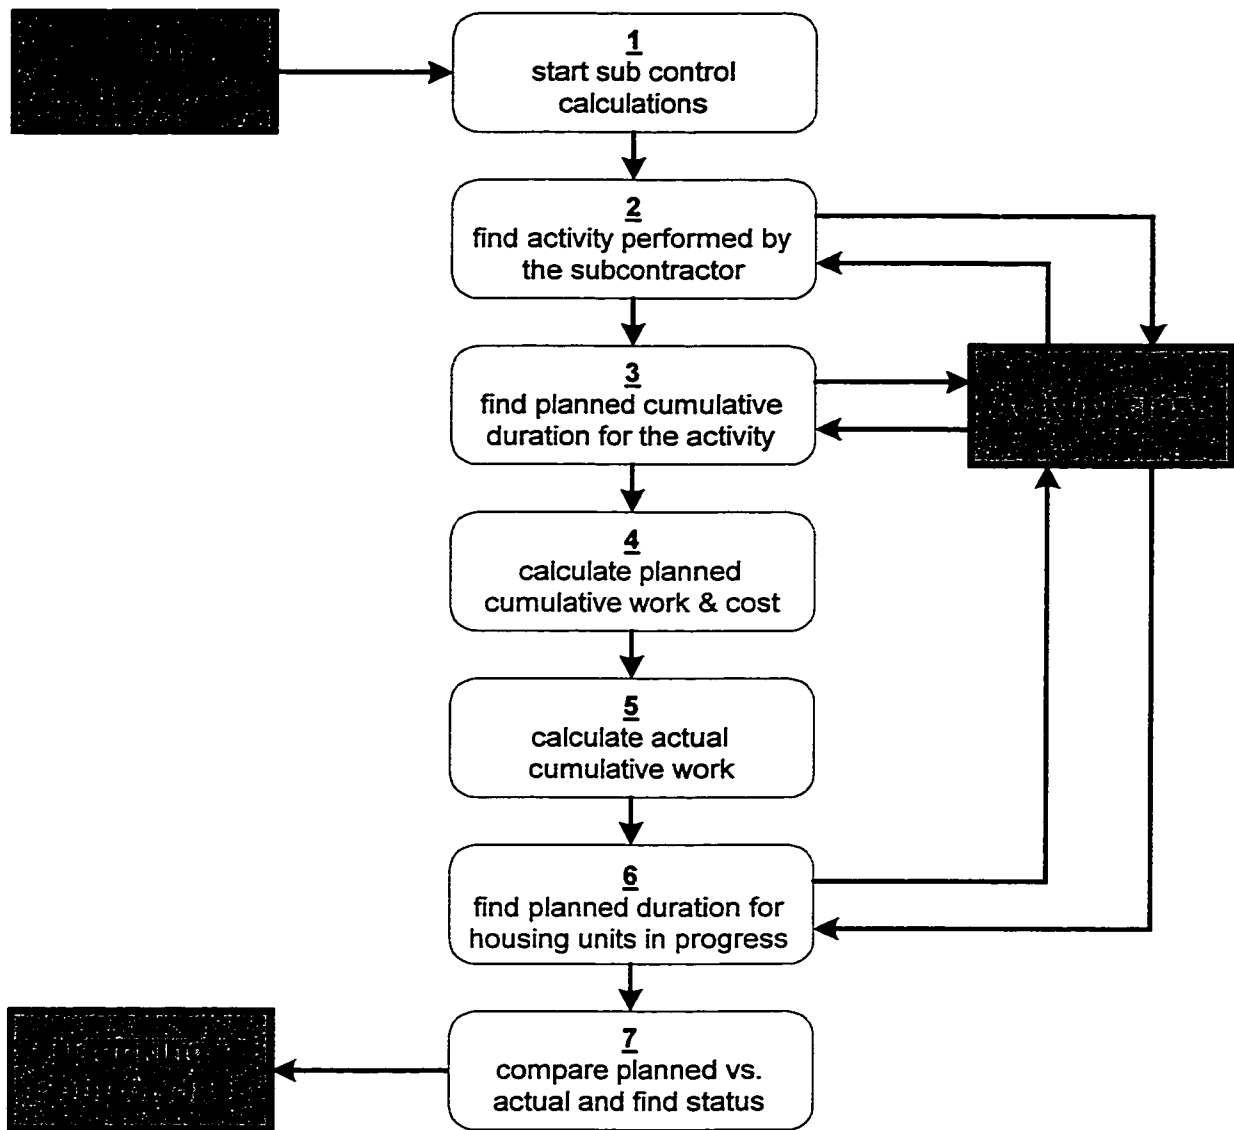 1
start sub control
calculations
2
find activity performed by
the subcontractor
3
find planned cumulative
duration for the activity
4
calculate planned
cumulative work & cost
5
calculate actual
cumulative work
6
find planned duration for
housing units in progress
7
compare planned vs.
actual and find status